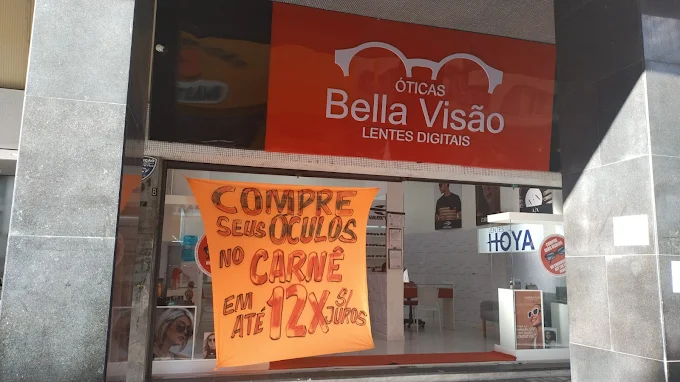 ÓTICAS
Bella Visão
LENTES DIGITAIS
COMPRE
SEUS ÓCULOS
NO CARNÊ
EM ATÉ 12X S/ JUROS
HOYA